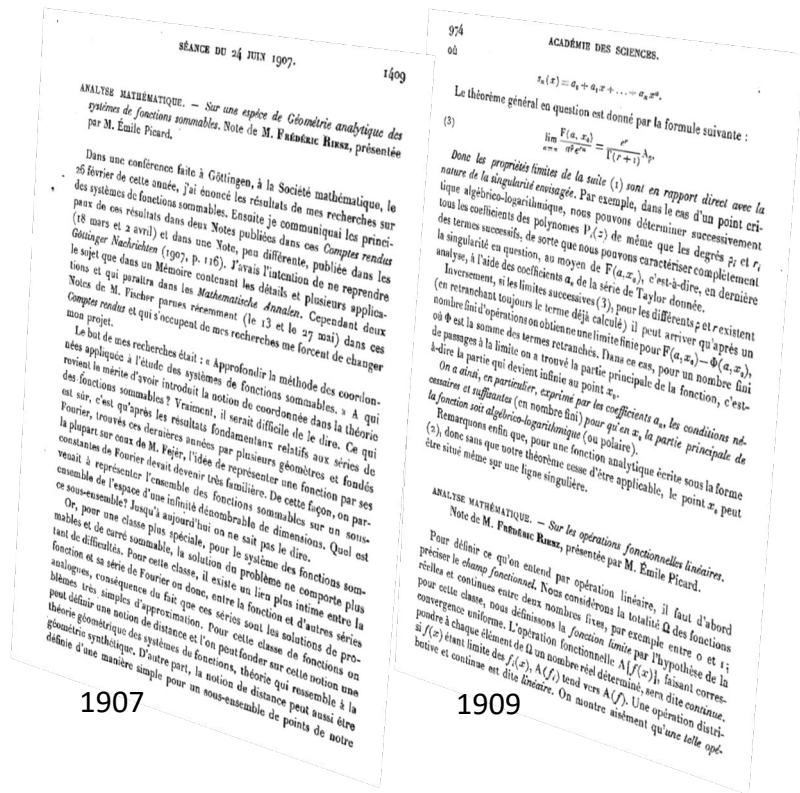 SÉANCE DU 24 JUIN 1907.
1409
ANALYSE MATHÉMATIQUE. — Sur une espèce de Géométrie analytique des
systèmes de fonctions sommables. Note de M. FRÉDÉRIC RIESZ, présentée
par M. Émile Picard.
Dans une conférence faite à Göttingen, à la Société mathématique, le
26 février de cette année, j'ai énoncé les résultats de mes recherches sur
des systèmes de fonctions sommables. Ensuite je communiquai les princi-
paux de ces résultats dans deux Notes publiées dans ces Comptes rendus
(18 mars et 2 avril) et dans une Note, peu différente, publiée dans les
Göttinger Nachrichten (1907, p. 116). J'avais l'intention de ne reprendre
le sujet que dans un Mémoire contenant les détails et plusieurs applica-
tions et qui paraîtra dans les Mathematische Annalen. Cependant deux
Notes de M. Fischer parues récemment (le 13 et le 27 mai) dans ces
Comptes rendus et qui s'occupent de mes recherches me forcent de changer
mon projet.
Le but de mes recherches était : « Approfondir la méthode des coordon-
nées appliquée à l'étude des systèmes de fonctions sommables. » A qui
revient le mérite d'avoir introduit la notion de coordonnée dans la théorie
des fonctions sommables? Vraiment, il serait difficile de le dire. Ce qui
est sûr, c'est qu'après les résultats fondamentaux relatifs aux séries de
Fourier, trouvés ces dernières années par plusieurs géomètres et fondés
la plupart sur ceux de M. Fejér, l'idée de représenter une fonction par ses
constantes de Fourier devait devenir très familière. De cette façon, on par-
venait à représenter l'ensemble des fonctions sommables sur un sous-
ensemble de l'espace d'une infinité dénombrable de dimensions. Quel est
ce sous-ensemble? Jusqu'à aujourd'hui on ne sait pas le dire.
Or, pour une classe plus spéciale, pour le système des fonctions som-
mables et de carré sommable, la solution du problème ne comporte plus
tant de difficultés. Pour cette classe, il existe un lien plus intime entre la
fonction et sa série de Fourier ou donc, entre la fonction et d'autres séries
analogues, conséquence du fait que ces séries sont les solutions de pro-
blèmes très simples d'approximation. Pour cette classe de fonctions on
peut définir une notion de distance et l'on peut fonder sur cette notion une
théorie géométrique des systèmes de fonctions, théorie qui ressemble à la
géométrie synthétique. D'autre part, la notion de distance peut aussi être
définie d'une manière simple pour un sous-ensemble de points de notre
1907
974
ACADÉMIE DES SCIENCES.
où
sₙ(x) = a₀ + a₁x + ... + aₙxⁿ.
Le théorème général en question est donné par la formule suivante :
(3)
Donc les propriétés limites de la suite (1) sont en rapport direct avec la
nature de la singularité envisagée. Par exemple, dans le cas d'un point cri-
tique algébrico-logarithmique, nous pouvons déterminer successivement
tous les coefficients des polynomes Pᵢ(z) de même que les degrés ρᵢ et rᵢ
des termes successifs, de sorte que nous pouvons caractériser complètement
la singularité en question, au moyen de F(a, x₀), c'est-à-dire, en dernière
analyse, à l'aide des coefficients aₙ de la série de Taylor donnée.
Inversement, si les limites successives (3), pour les différents ρ et r existent
(en retranchant toujours le terme déjà calculé) il peut arriver qu'après un
nombre fini d'opérations on obtienne une limite finie pour F(a, x₀) — Φ(a, x₀),
où Φ est la somme des termes retranchés. Dans ce cas, pour un nombre fini
de passages à la limite on a trouvé la partie principale de la fonction, c'est-
à-dire la partie qui devient infinie au point x₀.
On a ainsi, en particulier, exprimé par les coefficients aₙ, les conditions né-
cessaires et suffisantes (en nombre fini) pour qu'en x₀ la partie principale de
la fonction soit algébrico-logarithmique (ou polaire).
Remarquons enfin que, pour une fonction analytique écrite sous la forme
(2), donc sans que notre théorème cesse d'être applicable, le point x₀ peut
être situé même sur une ligne singulière.
ANALYSE MATHÉMATIQUE. — Sur les opérations fonctionnelles linéaires.
Note de M. FRÉDÉRIC RIESZ, présentée par M. Émile Picard.
Pour définir ce qu'on entend par opération linéaire, il faut d'abord
préciser le champ fonctionnel. Nous considérons la totalité Ω des fonctions
réelles et continues entre deux nombres fixes, par exemple entre 0 et 1;
pour cette classe, nous définissons la fonction limite par l'hypothèse de la
convergence uniforme. L'opération fonctionnelle A[f(x)], faisant corres-
pondre à chaque élément de Ω un nombre réel déterminé, sera dite continue,
si f(x) étant limite des fᵢ(x), A(fᵢ) tend vers A(f). Une opération distri-
butive et continue est dite linéaire. On montre aisément qu'une telle opé-
1909